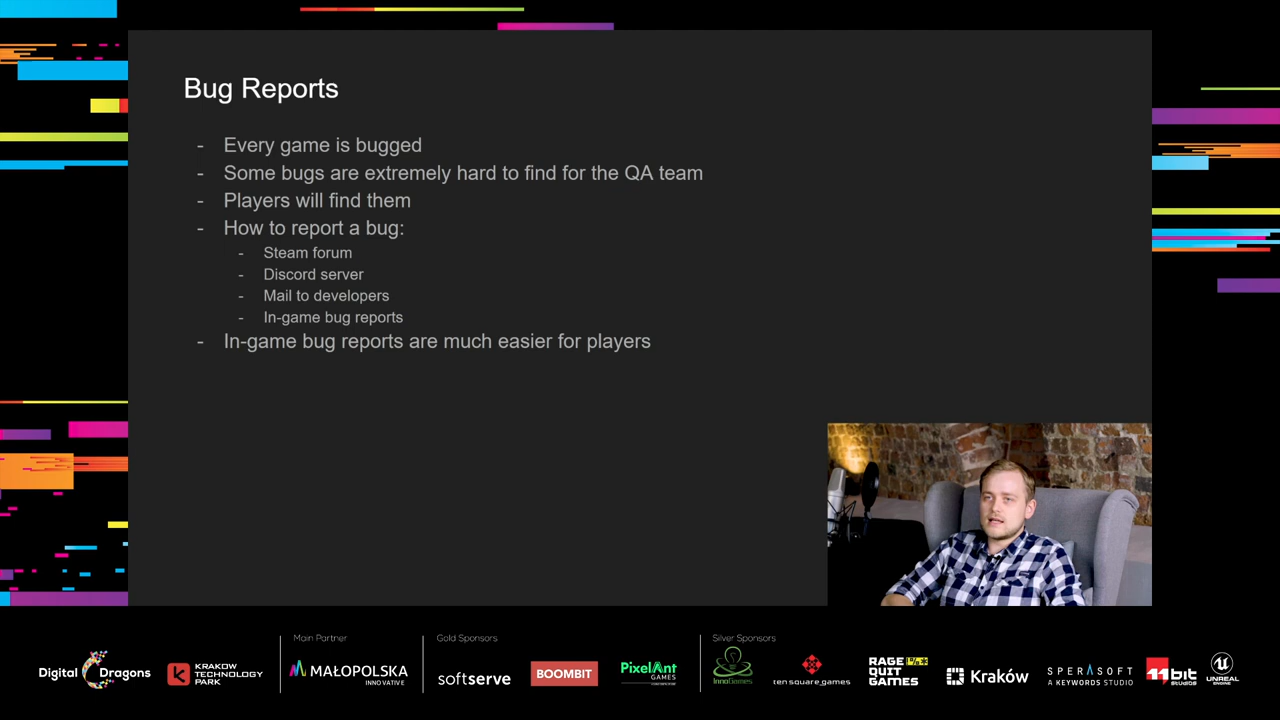 Bug Reports
- Every game is bugged
- Some bugs are extremely hard to find for the QA team
- Players will find them
- How to report a bug:
- Steam forum
- Discord server
- Mail to developers
- In-game bug reports
- In-game bug reports are much easier for players
Main Partner
Gold Sponsors
Silver Sponsors
Digital Dragons
KRAKOW TECHNOLOGY PARK
MAŁOPOLSKA
INNOVATIVE
softserve
BOOMBIT
PixelAnt
GAMES
InnoGames
ten square games
RAGE
QUIT
GAMES
Kraków
SPERASOFT
A KEYWORDS STUDIO
11bit
STUDIOS
UNREAL
ENGINE